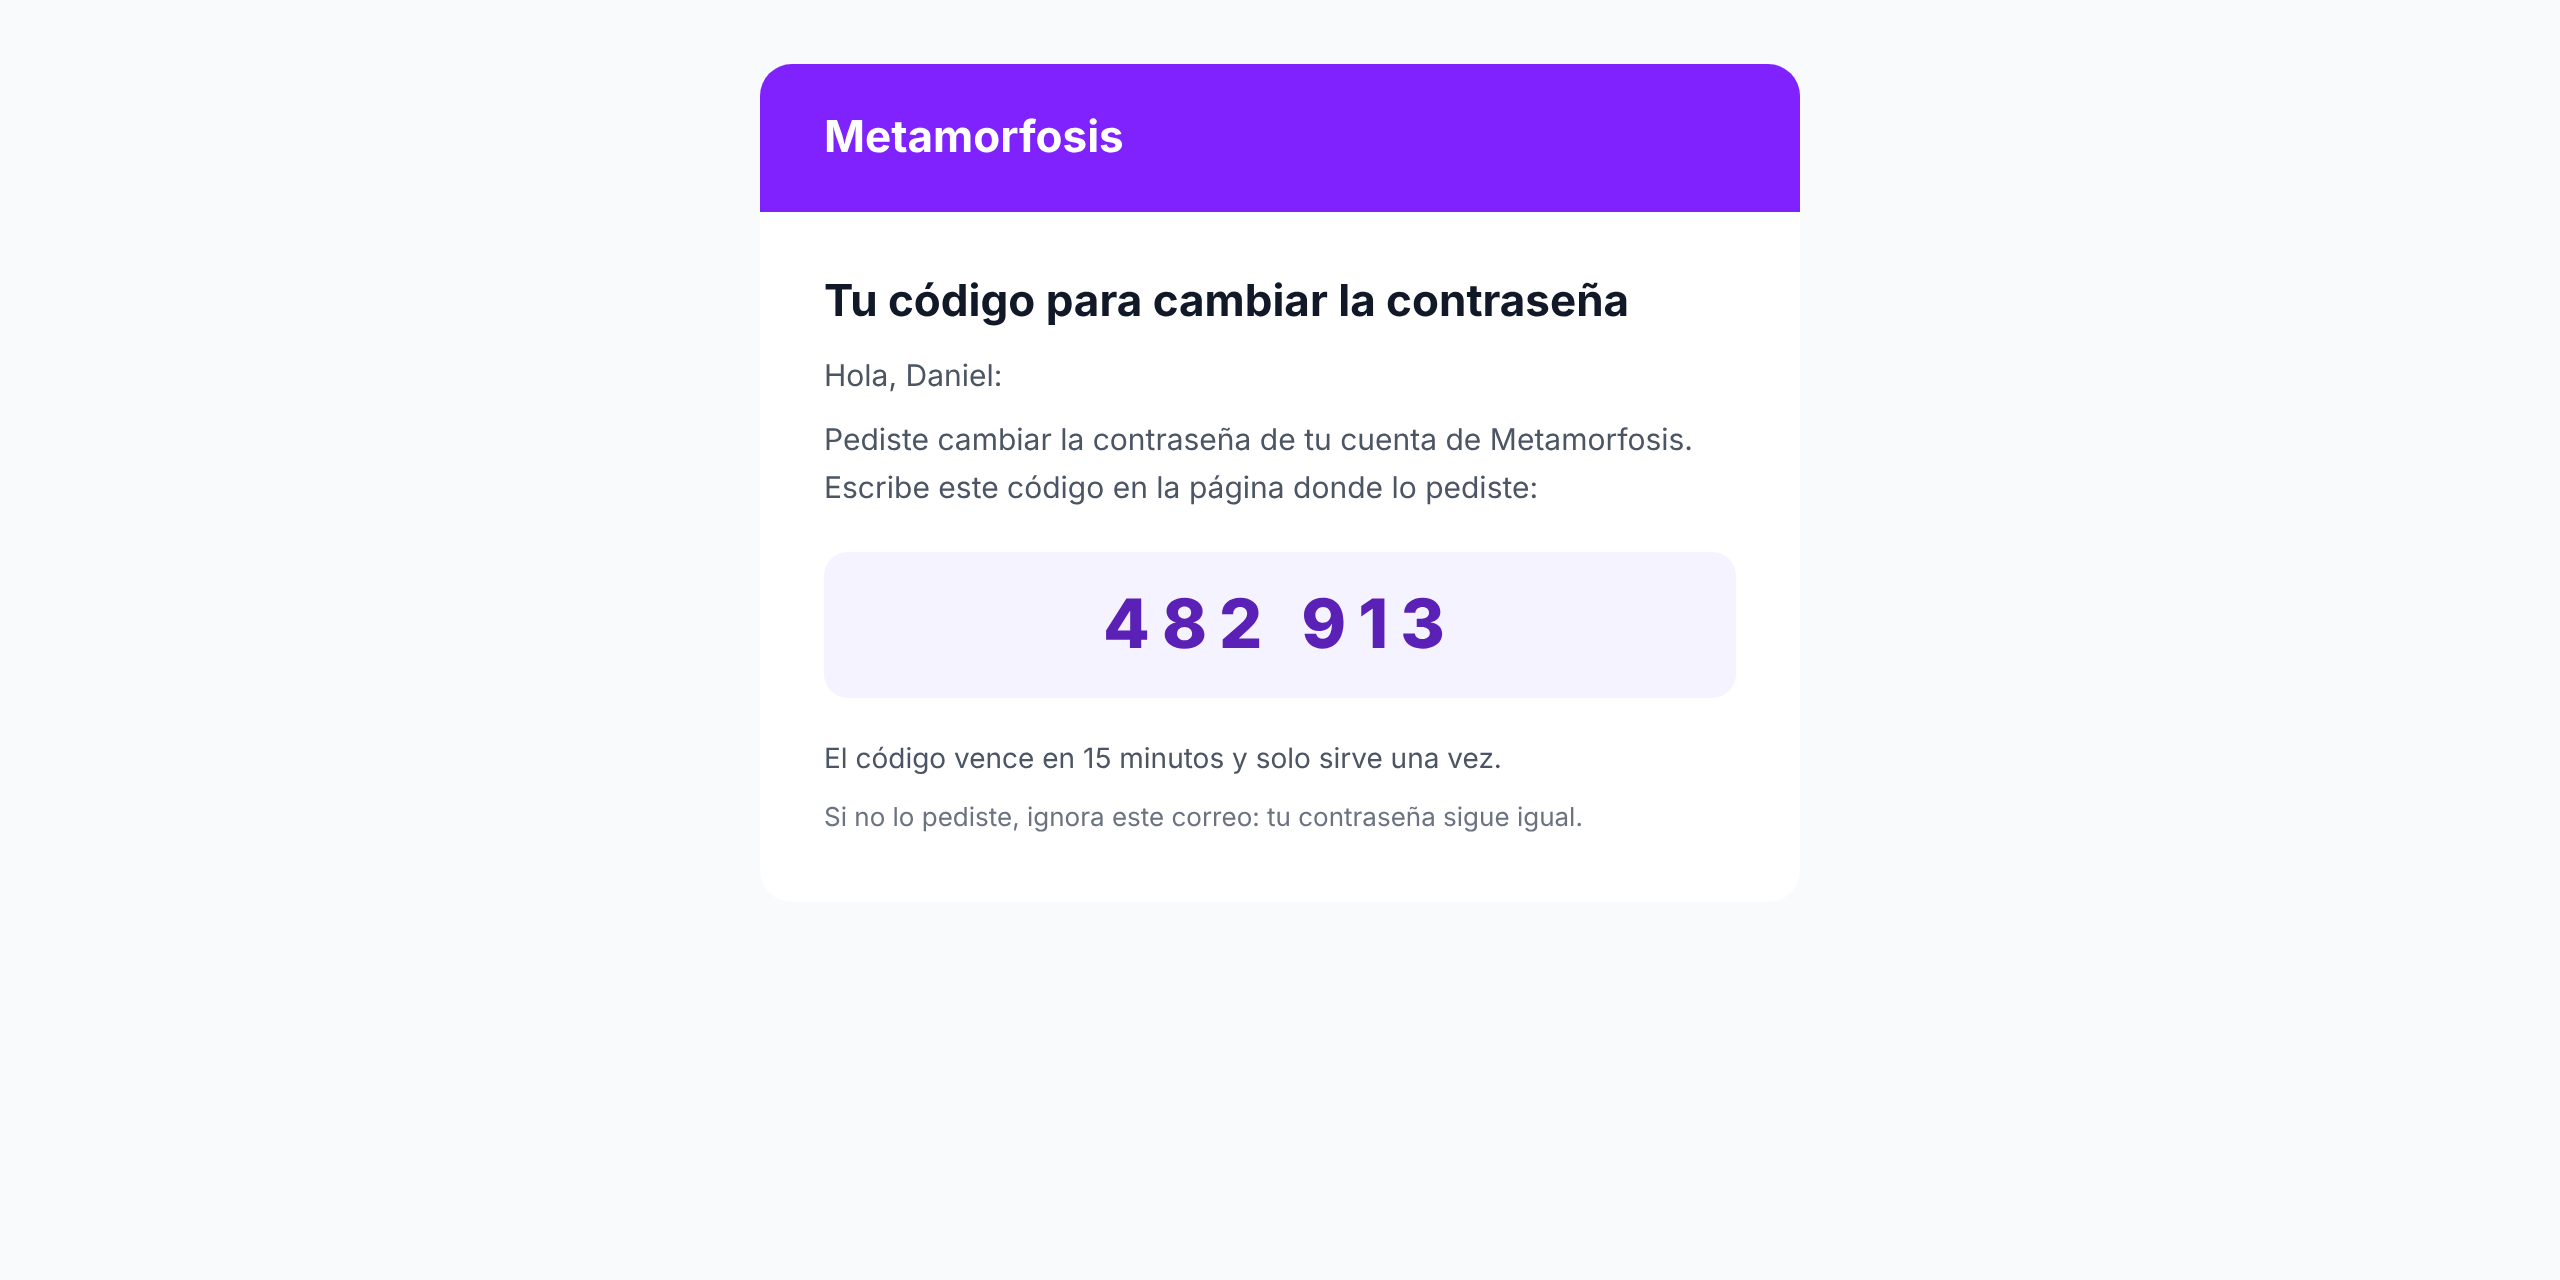 Metamorfosis
Tu código para cambiar la contraseña
Hola, Daniel:
Pediste cambiar la contraseña de tu cuenta de Metamorfosis.
Escribe este código en la página donde lo pediste:
482 913
El código vence en 15 minutos y solo sirve una vez.
Si no lo pediste, ignora este correo: tu contraseña sigue igual.